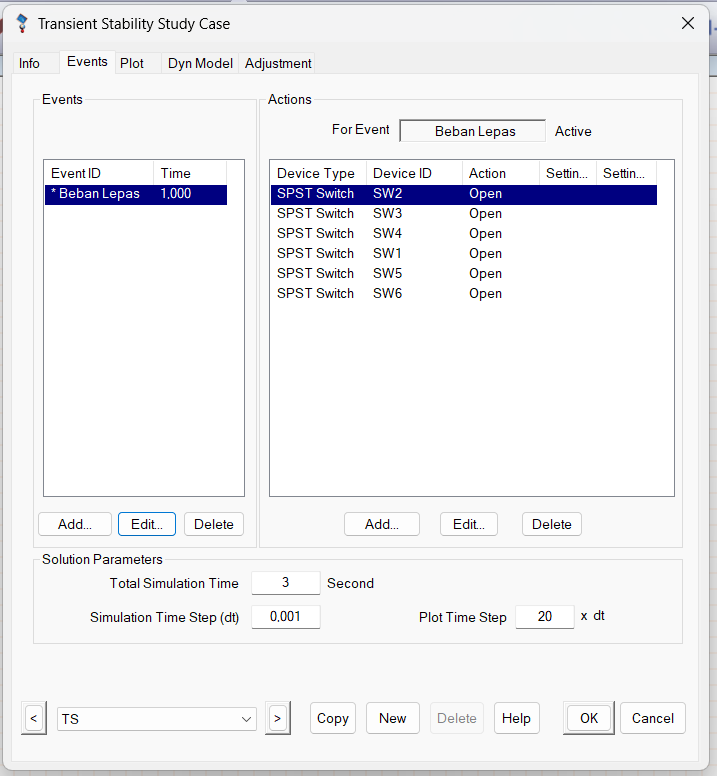 Transient Stability Study Case
Info Events Plot Dyn Model Adjustment
Events
Event ID Time
* Beban Lepas 1,000
Add... Edit... Delete
Actions
For Event Beban Lepas Active
Device Type Device ID Action Settin... Settin...
SPST Switch SW2 Open
SPST Switch SW3 Open
SPST Switch SW4 Open
SPST Switch SW1 Open
SPST Switch SW5 Open
SPST Switch SW6 Open
Add... Edit... Delete
Solution Parameters
Total Simulation Time 3 Second
Simulation Time Step (dt) 0,001 Plot Time Step 20 x dt
< TS > Copy New Delete Help OK Cancel